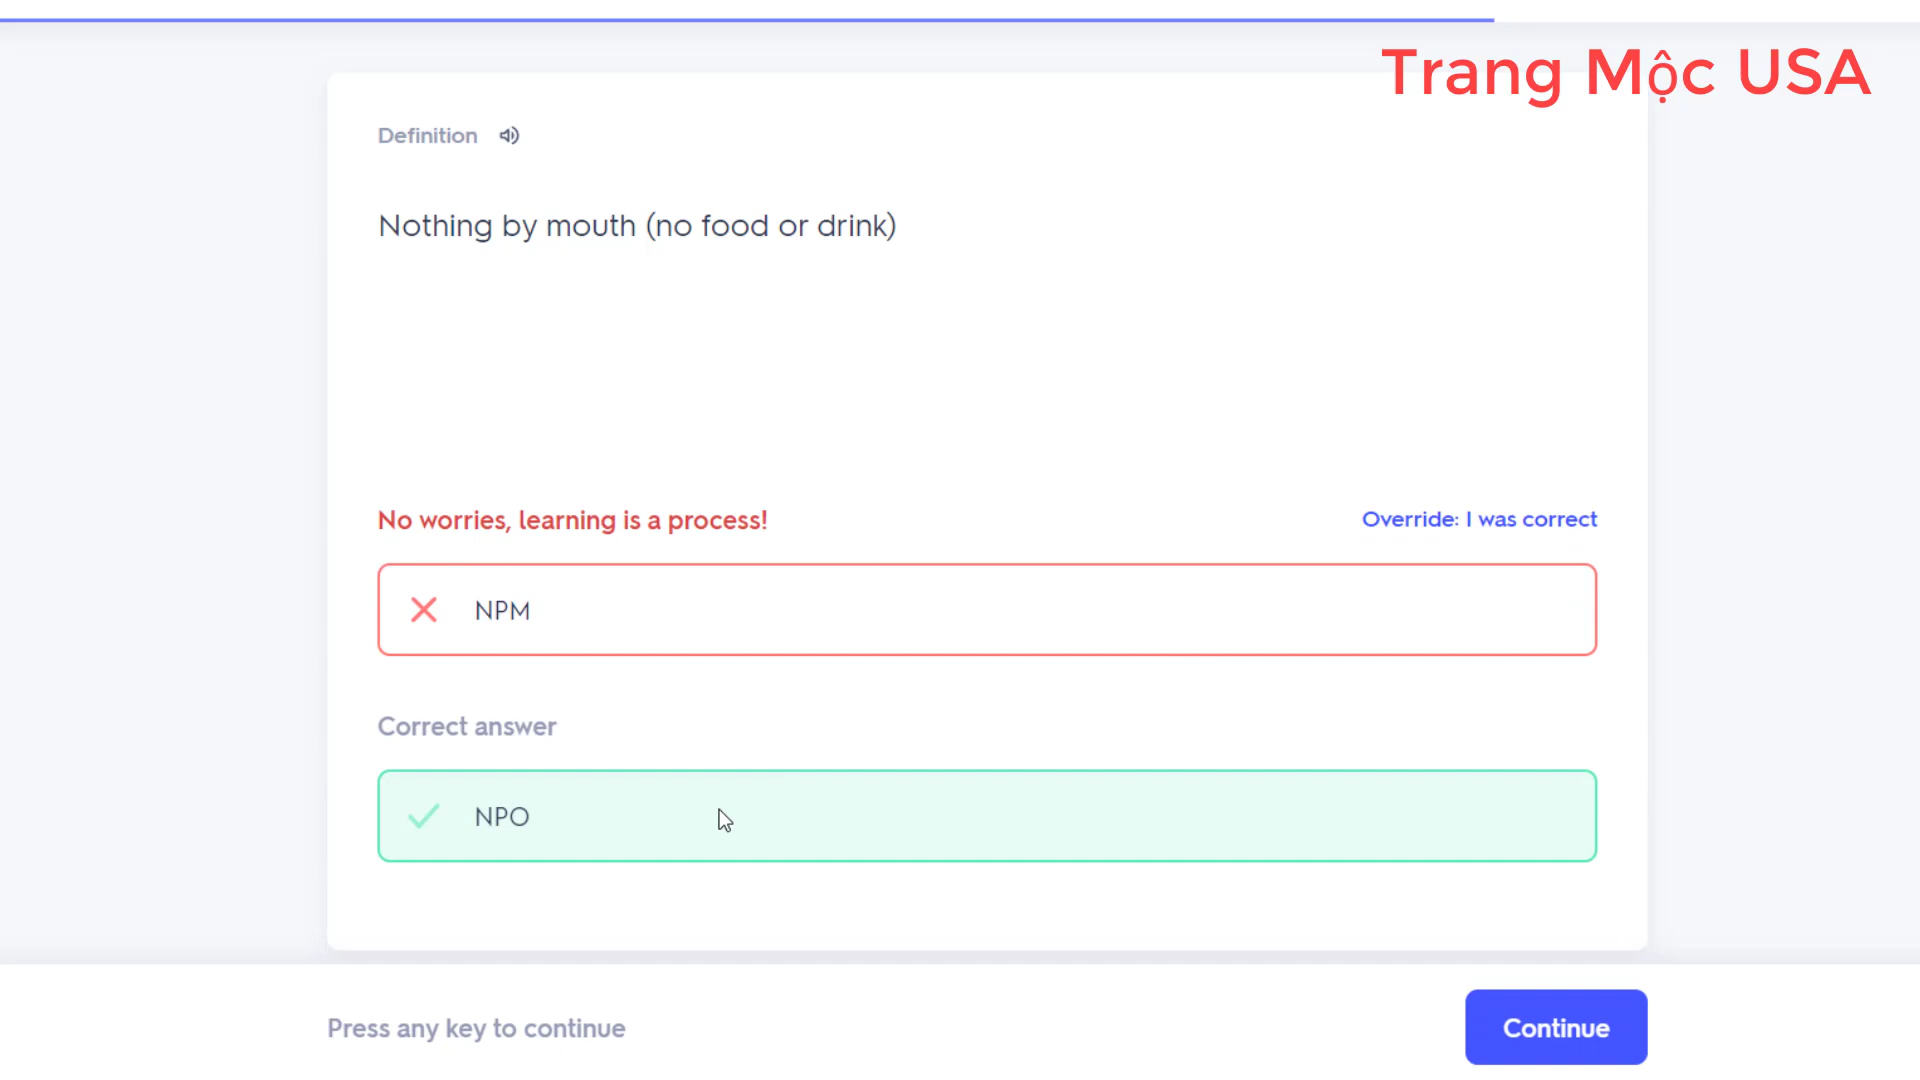 Trang Mộc USA
Definition
Nothing by mouth (no food or drink)
No worries, learning is a process!
Override: I was correct
NPM
Correct answer
NPO
Press any key to continue
Continue